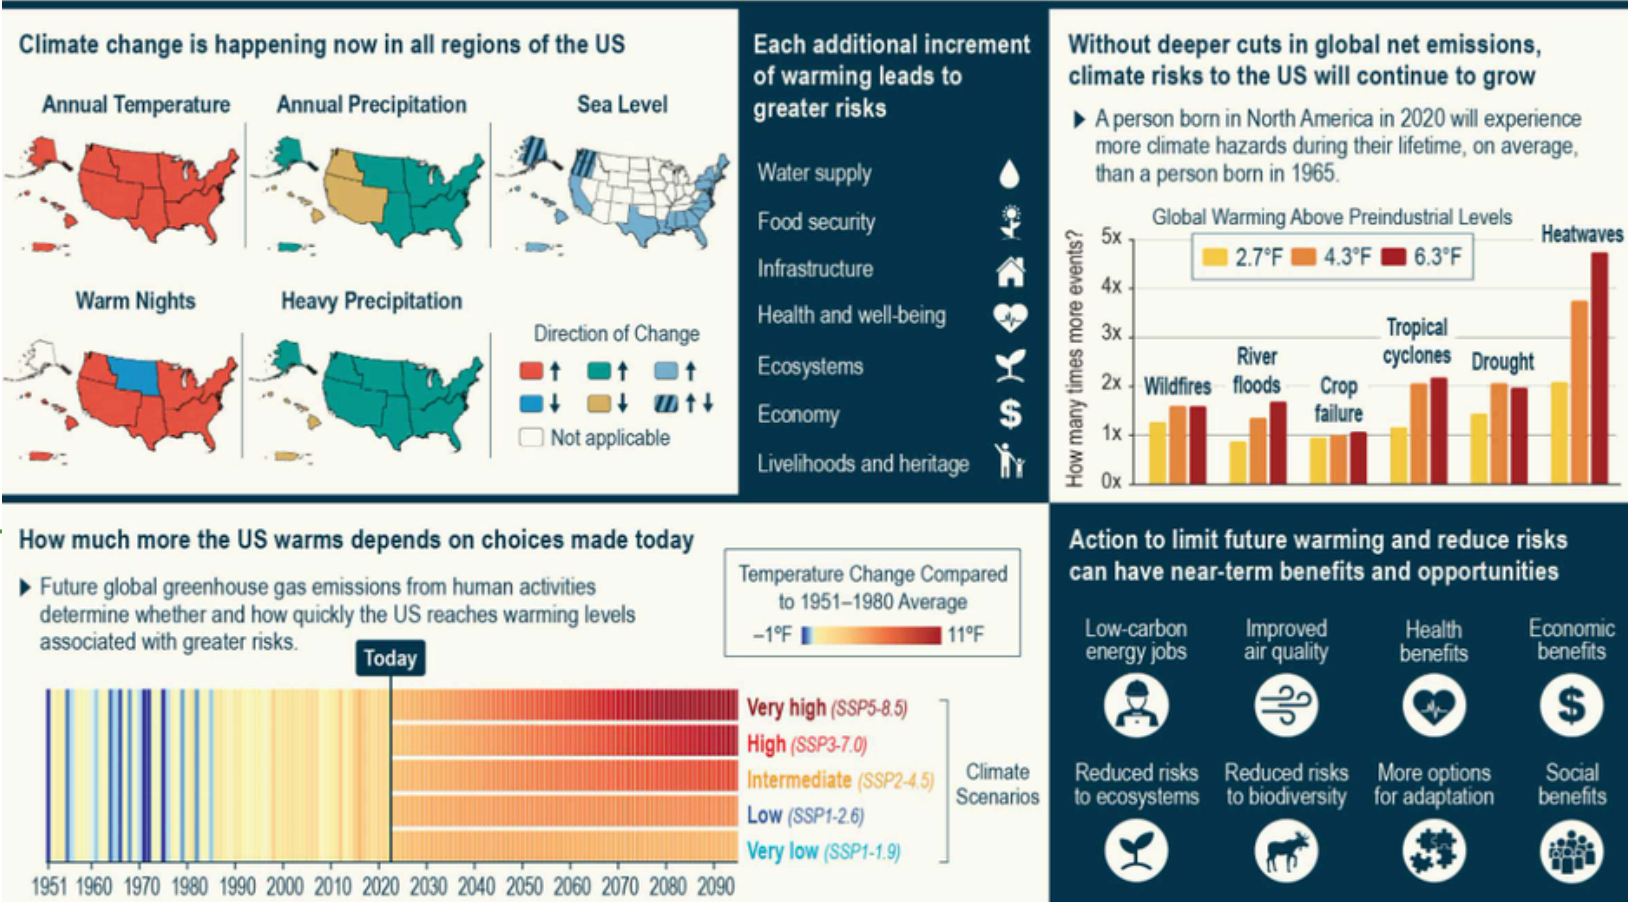 Climate change is happening now in all regions of the US
Annual Temperature
Annual Precipitation
Sea Level
Warm Nights
Heavy Precipitation
Direction of Change
Not applicable
Each additional increment
of warming leads to
greater risks
Water supply
Food security
Infrastructure
Health and well-being
Ecosystems
Economy
$
Livelihoods and heritage
Without deeper cuts in global net emissions,
climate risks to the US will continue to grow
A person born in North America in 2020 will experience
more climate hazards during their lifetime, on average,
than a person born in 1965.
Global Warming Above Preindustrial Levels
2.7°F 4.3°F 6.3°F
How many times more events?
5x
4x
3x
2x
1x
0x
Wildfires
River
floods
Crop
failure
Tropical
cyclones
Drought
Heatwaves
How much more the US warms depends on choices made today
Future global greenhouse gas emissions from human activities
determine whether and how quickly the US reaches warming levels
associated with greater risks.
Temperature Change Compared
to 1951–1980 Average
–1ºF 11ºF
Today
Very high (SSP5-8.5)
High (SSP3-7.0)
Intermediate (SSP2-4.5)
Low (SSP1-2.6)
Very low (SSP1-1.9)
Climate
Scenarios
1951 1960 1970 1980 1990 2000 2010 2020 2030 2040 2050 2060 2070 2080 2090
Action to limit future warming and reduce risks
can have near-term benefits and opportunities
Low-carbon
energy jobs
Improved
air quality
Health
benefits
Economic
benefits
$
Reduced risks
to ecosystems
Reduced risks
to biodiversity
More options
for adaptation
Social
benefits